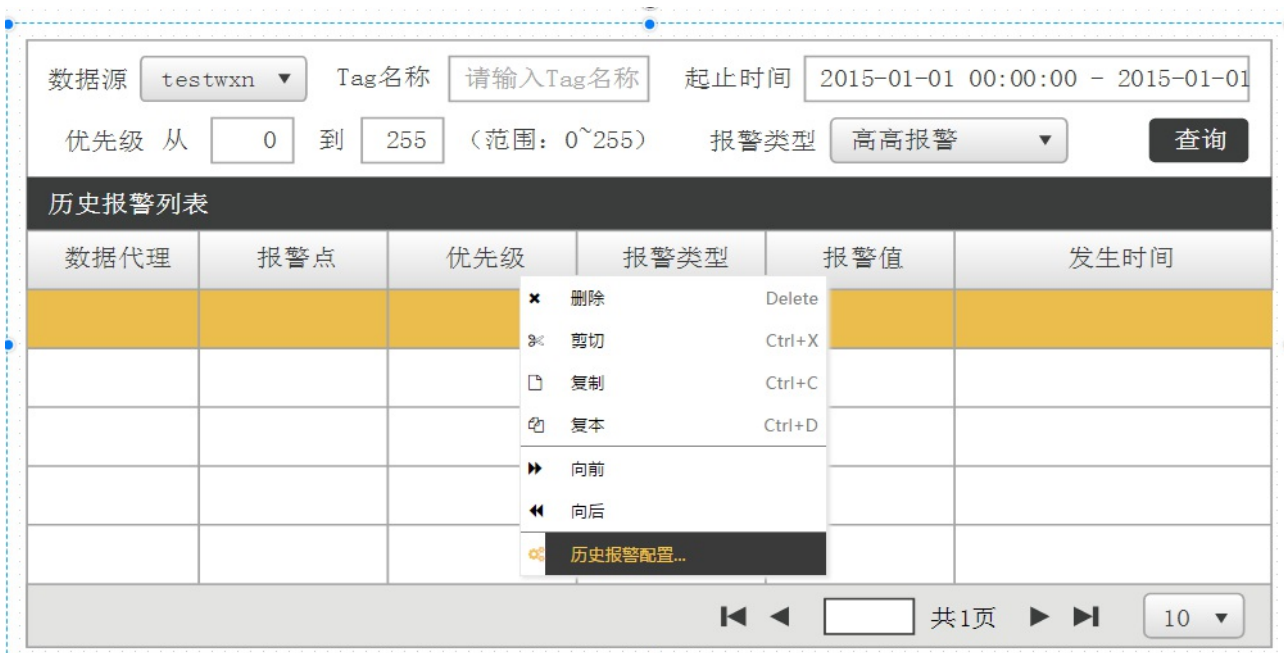 数据源 testwxn Tag名称 请输入Tag名称 起止时间 2015-01-01 00:00:00 - 2015-01-01
优先级 从 0 到 255 (范围: 0~255) 报警类型 高高报警 查询
历史报警列表
数据代理 报警点 优先级 报警类型 报警值 发生时间
删除 Delete
剪切 Ctrl+X
复制 Ctrl+C
复本 Ctrl+D
向前
向后
历史报警配置...
共1页 10